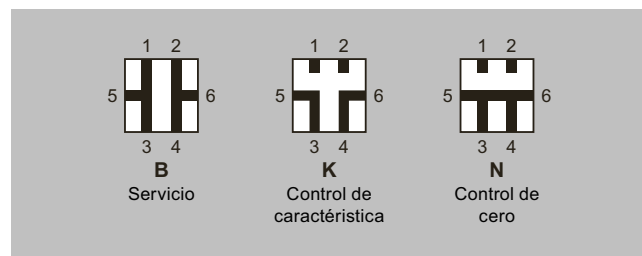 1 2 1 2 1 2
5 6 5 6 5 6
3 4 3 4 3 4
B K N
Servicio Control de Control de
caractéristica cero